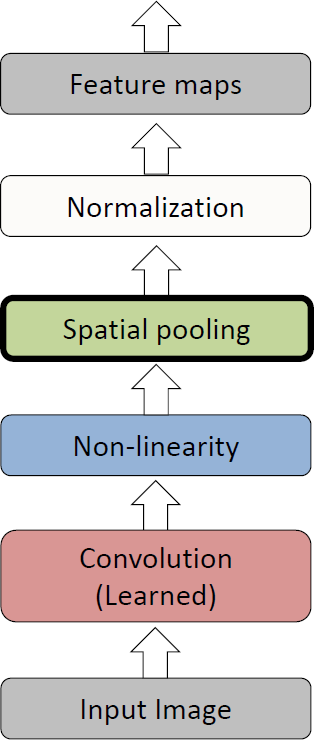 Feature maps
Normalization
Spatial pooling
Non-linearity
Convolution
(Learned)
Input Image